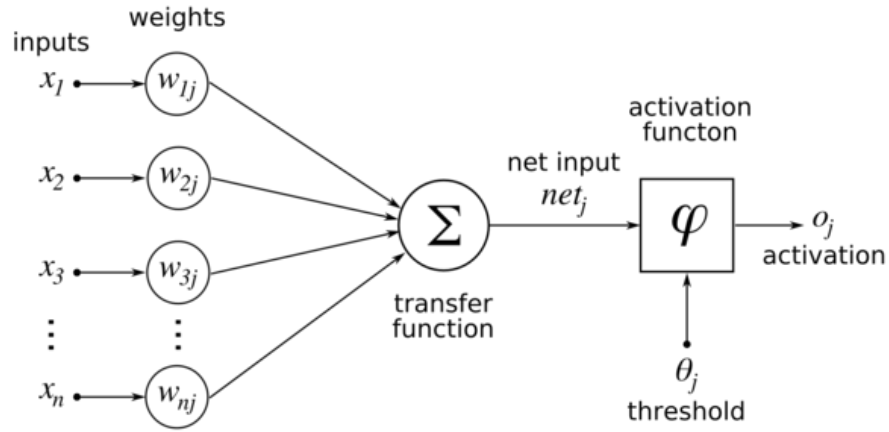 inputs
weights
x1
w1j
x2
w2j
x3
w3j
⋮
⋮
xn
wnj
Σ
transfer
function
net input
netj
activation
functon
φ
oj
activation
θj
threshold